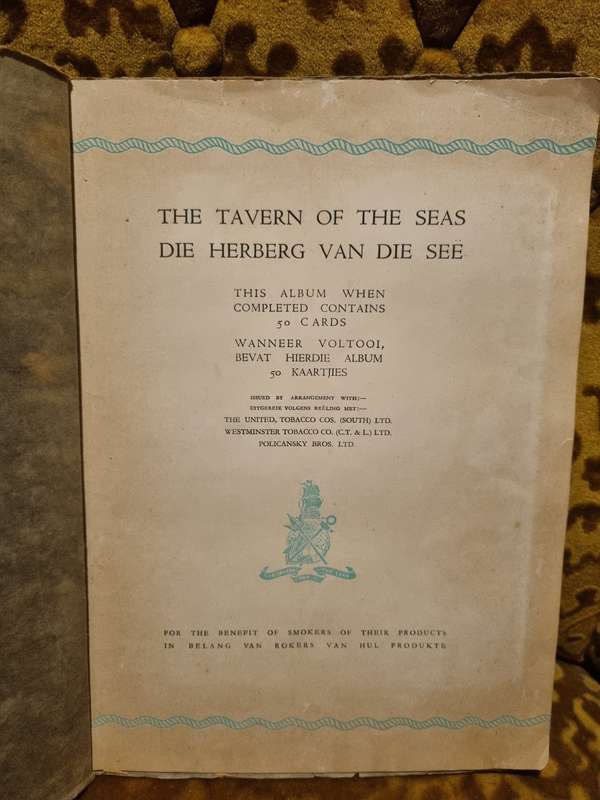 THE TAVERN OF THE SEAS
DIE HERBERG VAN DIE SEE
THIS ALBUM WHEN
COMPLETED CONTAINS
50 CARDS
WANNEER VOLTOOI,
BEVAT HIERDIE ALBUM
50 KAARTJIES
ISSUED BY ARRANGEMENT WITH:—
UITGEREIK VOLGENS REËLING MET:—
THE UNITED, TOBACCO COS. (SOUTH) LTD.
WESTMINSTER TOBACCO CO. (C.T. & L.) LTD.
POLICANSKY BROS. LTD.
FOR THE BENEFIT OF SMOKERS OF THEIR PRODUCTS
IN BELANG VAN ROKERS VAN HUL PRODUKTE